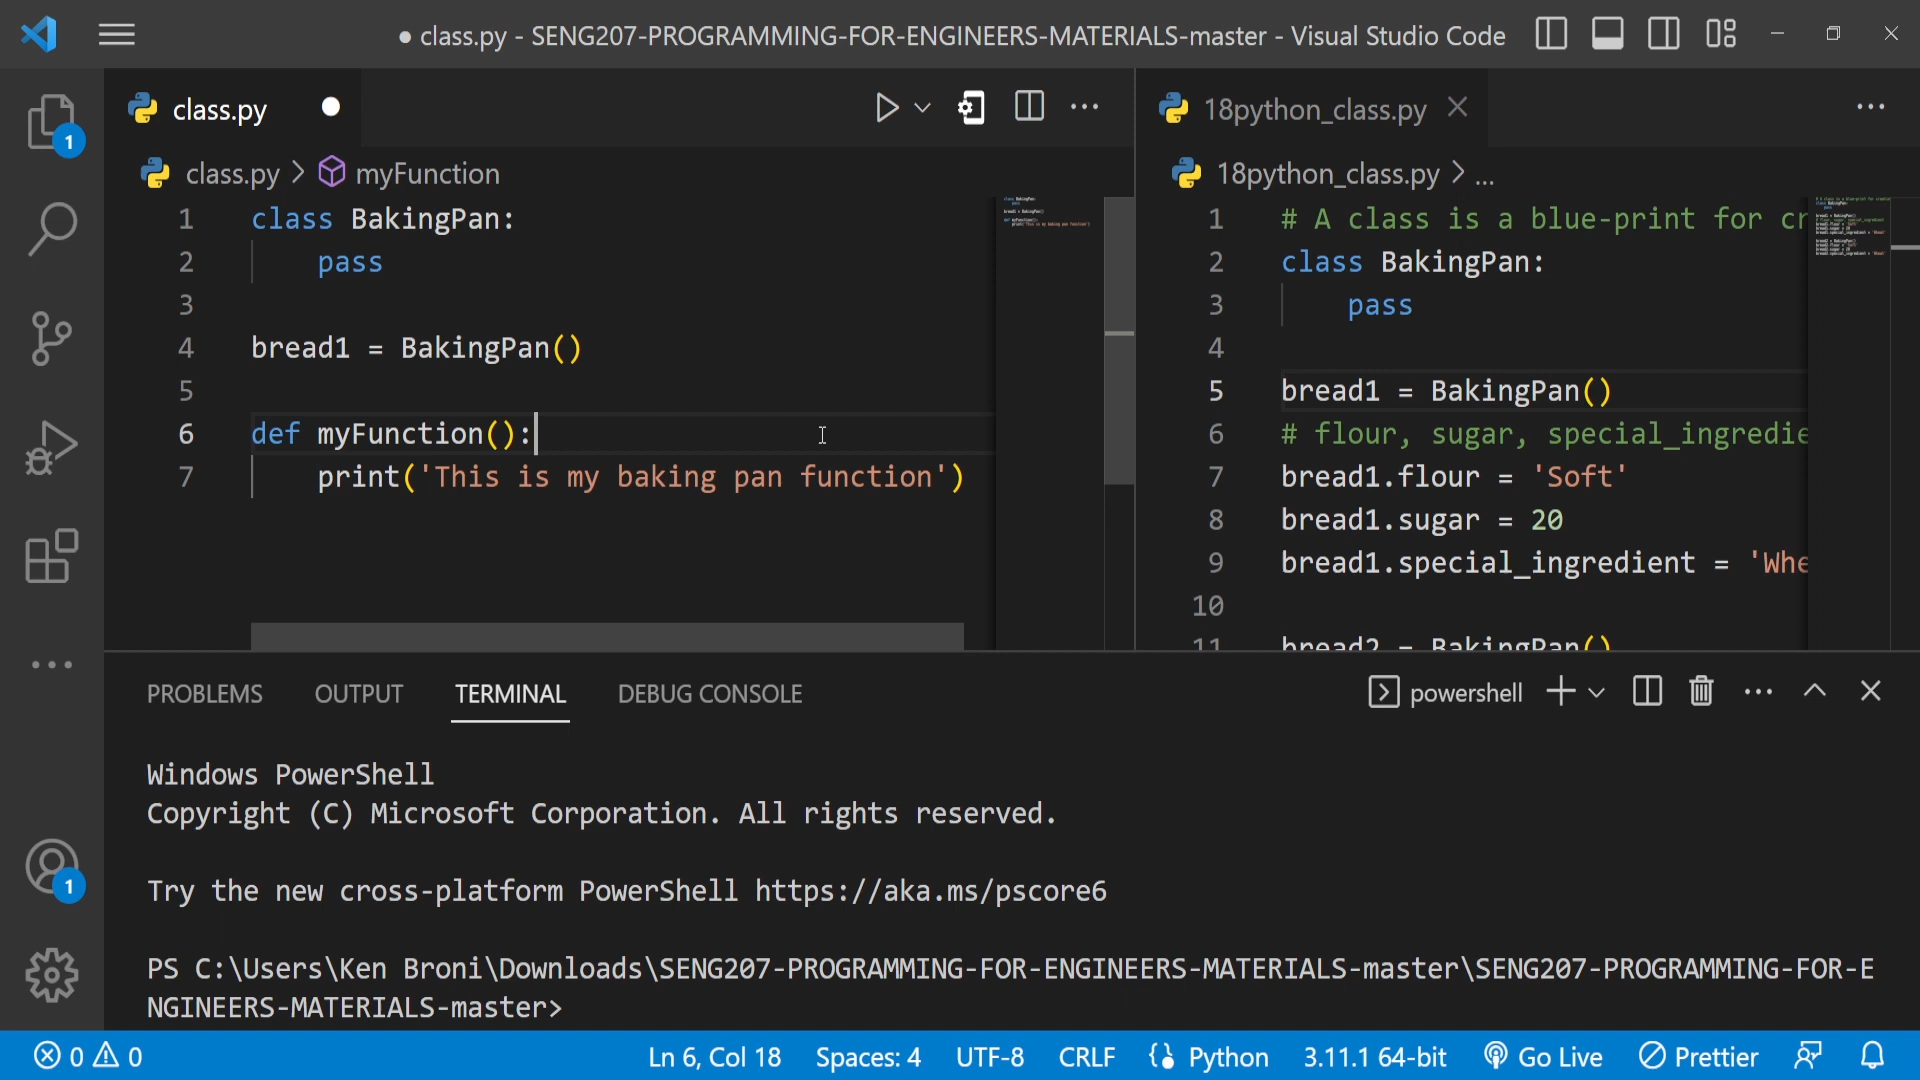 ● class.py - SENG207-PROGRAMMING-FOR-ENGINEERS-MATERIALS-master - Visual Studio Code
class.py
1
class.py > myFunction
1 class BakingPan:
2 pass
3
4 bread1 = BakingPan()
5
6 def myFunction():
7 print('This is my baking pan function')
18python_class.py
18python_class.py > ...
1 # A class is a blue-print for cr
2 class BakingPan:
3 pass
4
5 bread1 = BakingPan()
6 # flour, sugar, special_ingredie
7 bread1.flour = 'Soft'
8 bread1.sugar = 20
9 bread1.special_ingredient = 'Whe
10
11 bread2 = BakingPan()
PROBLEMS OUTPUT TERMINAL DEBUG CONSOLE
powershell
Windows PowerShell
Copyright (C) Microsoft Corporation. All rights reserved.
Try the new cross-platform PowerShell https://aka.ms/pscore6
PS C:\Users\Ken Broni\Downloads\SENG207-PROGRAMMING-FOR-ENGINEERS-MATERIALS-master\SENG207-PROGRAMMING-FOR-E
NGINEERS-MATERIALS-master>
1
0 0 Ln 6, Col 18 Spaces: 4 UTF-8 CRLF Python 3.11.1 64-bit Go Live Prettier